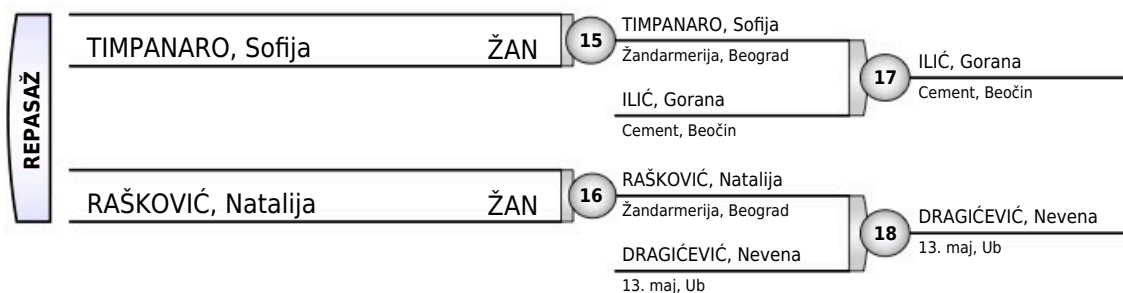 REPASAŽ
TIMPANARO, Sofija ŽAN
15
TIMPANARO, Sofija
Žandarmerija, Beograd
ILIĆ, Gorana
Cement, Beočin
17
ILIĆ, Gorana
Cement, Beočin
RAŠKOVIĆ, Natalija ŽAN
16
RAŠKOVIĆ, Natalija
Žandarmerija, Beograd
DRAGIĆEVIĆ, Nevena
13. maj, Ub
18
DRAGIĆEVIĆ, Nevena
13. maj, Ub